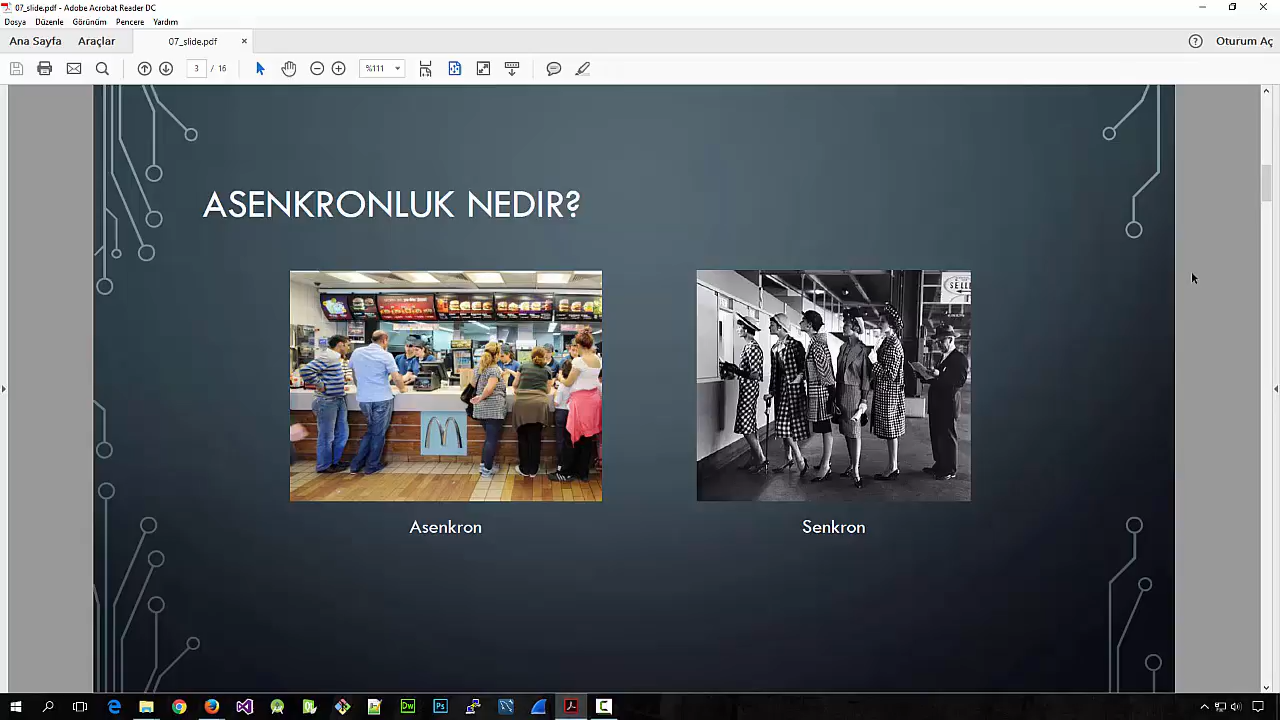 07_slide.pdf - Adobe Acrobat Reader DC
Dosya Düzenle Görünüm Pencere Yardım
Ana Sayfa Araçlar 07_slide.pdf × Oturum Aç
3 / 16 %111
ASENKRONLUK NEDIR?
Asenkron Senkron